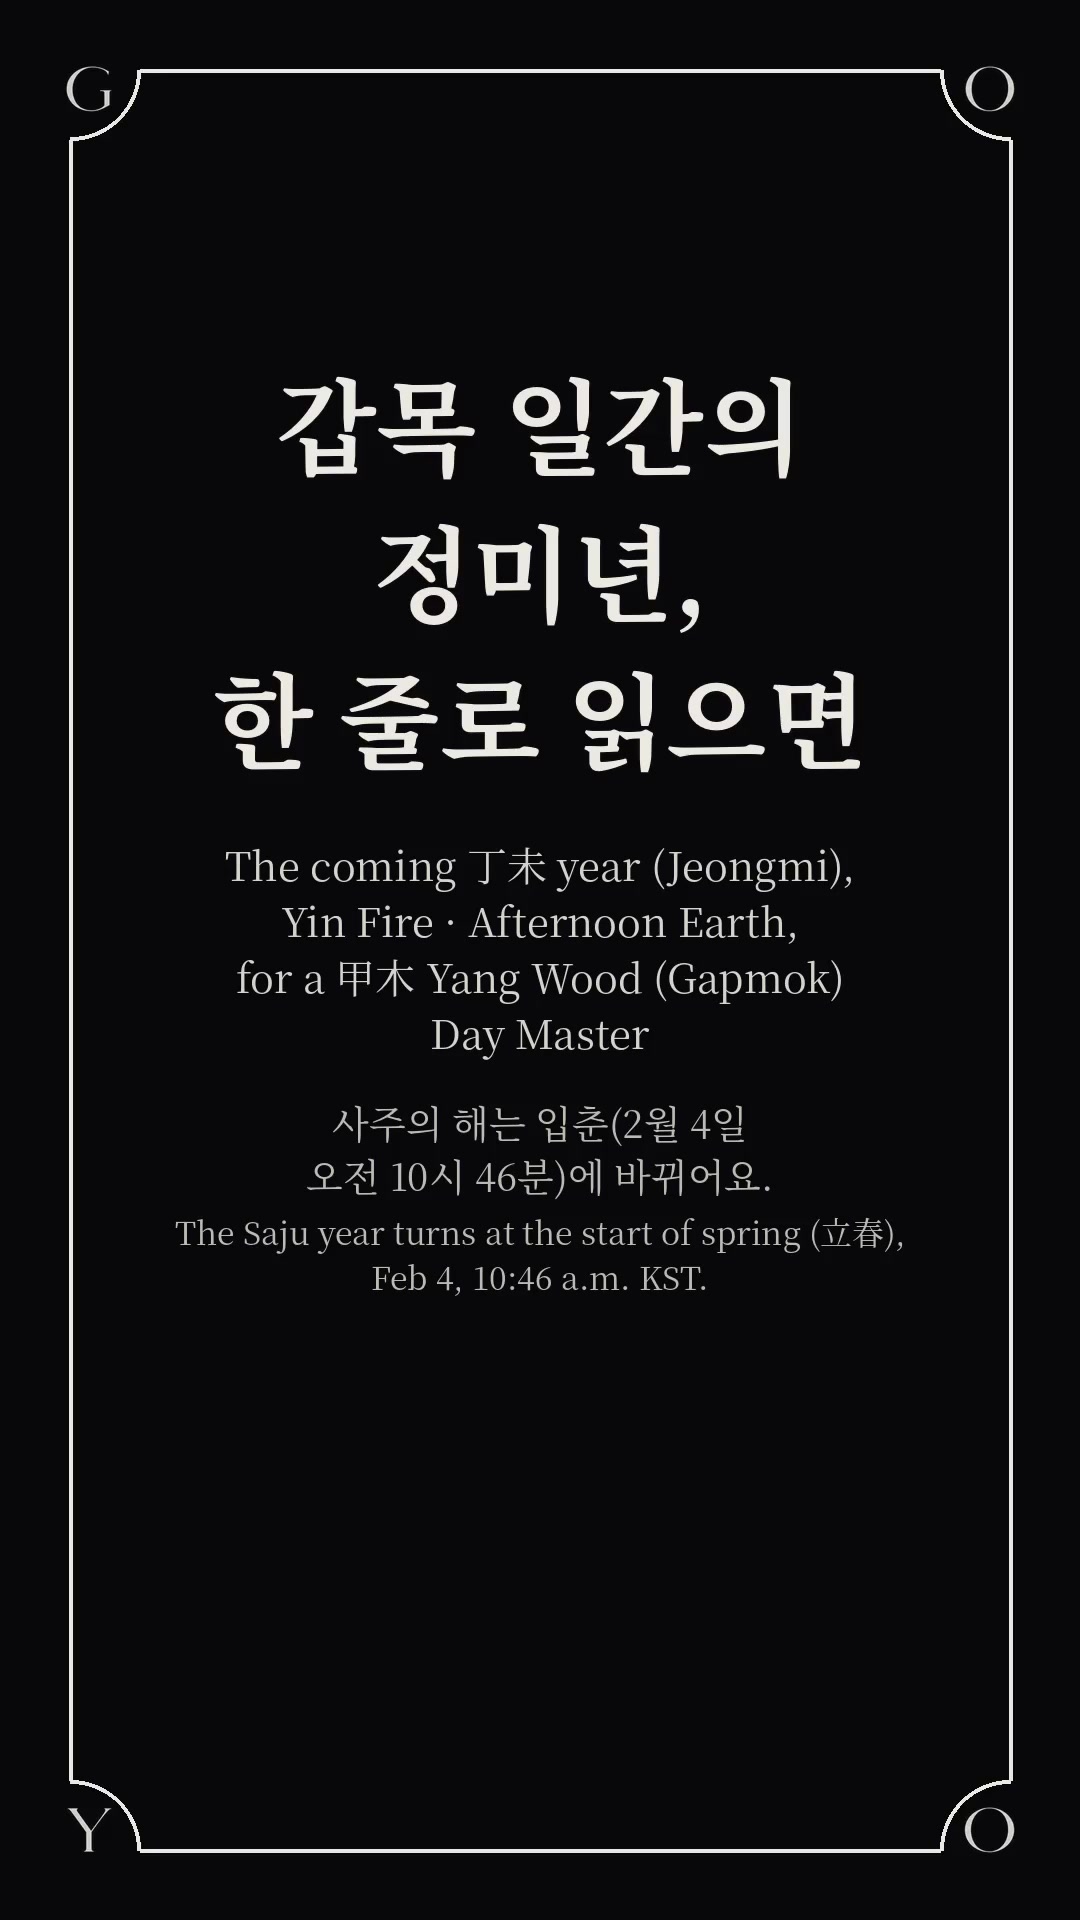 G O
갑목 일간의
정미년,
한 줄로 읽으면
The coming 丁未 year (Jeongmi),
Yin Fire · Afternoon Earth,
for a 甲木 Yang Wood (Gapmok)
Day Master
사주의 해는 입춘(2월 4일
오전 10시 46분)에 바뀌어요.
The Saju year turns at the start of spring (立春),
Feb 4, 10:46 a.m. KST.
Y O